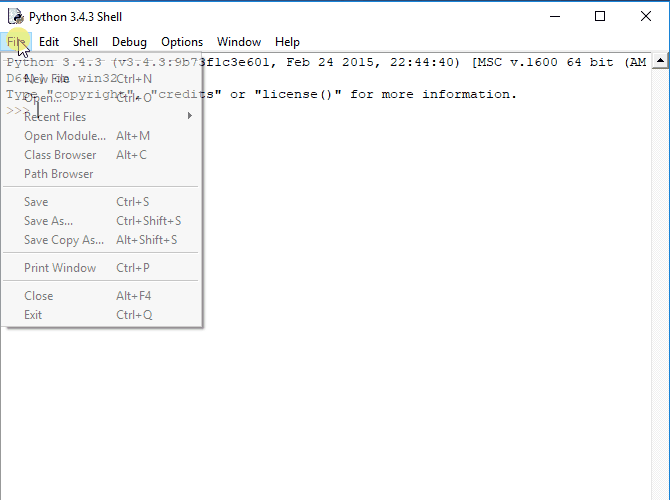 Python 3.4.3 Shell
File Edit Shell Debug Options Window Help
Python 3.4.3 (v3.4.3:9b73f1c3e601, Feb 24 2015, 22:44:40) [MSC v.1600 64 bit (AM
D64)] on win32
Type "copyright", "credits" or "license()" for more information.
>>>
New File Ctrl+N
Open... Ctrl+O
Recent Files
Open Module... Alt+M
Class Browser Alt+C
Path Browser
Save Ctrl+S
Save As... Ctrl+Shift+S
Save Copy As... Alt+Shift+S
Print Window Ctrl+P
Close Alt+F4
Exit Ctrl+Q